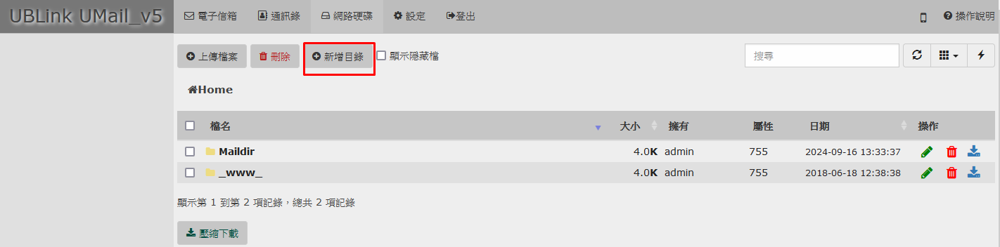 UBLink UMail_v5 電子信箱 通訊錄 網路硬碟 設定 登出 操作說明
上傳檔案 刪除 新增目錄 顯示隱藏檔 搜尋
Home
檔名 大小 擁有 屬性 日期 操作
Maildir 4.0K admin 755 2024-09-16 13:33:37
_www_ 4.0K admin 755 2018-06-18 12:38:38
顯示第 1 到第 2 項記錄，總共 2 項記錄
壓縮下載